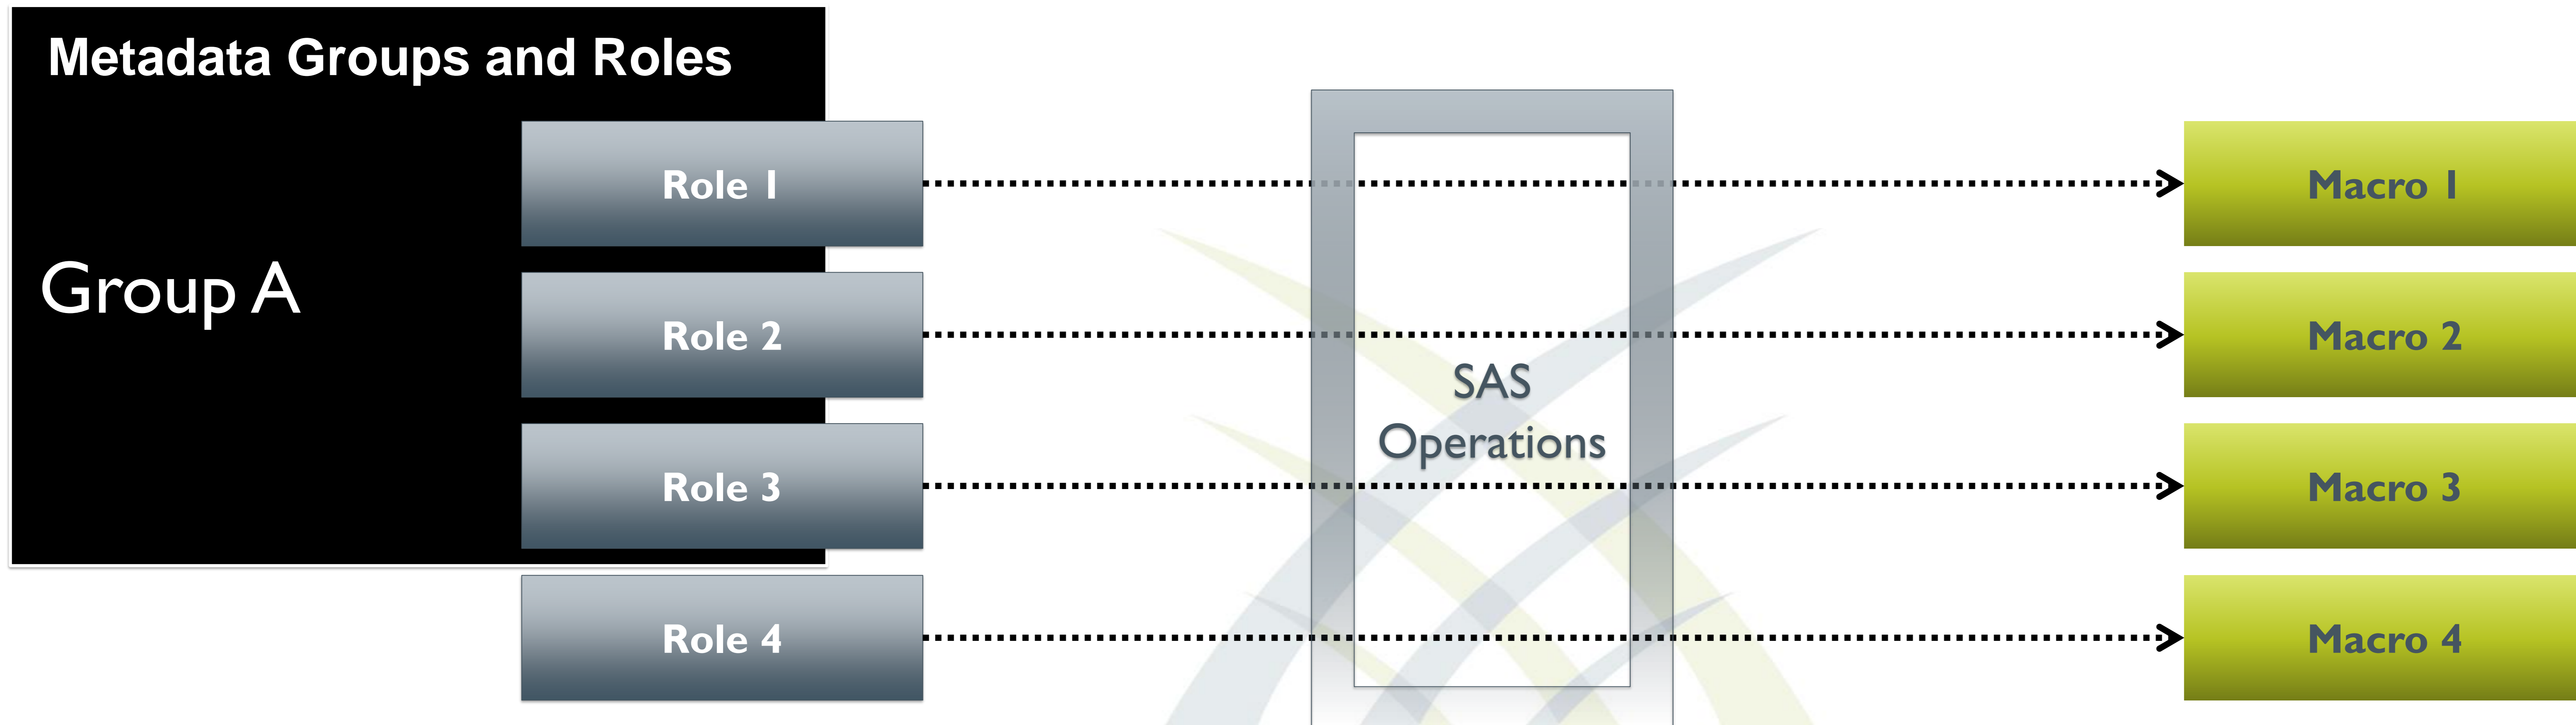 Metadata Groups and Roles
Group A
Role 1
Role 2
Role 3
Role 4
SAS
Operations
Macro 1
Macro 2
Macro 3
Macro 4